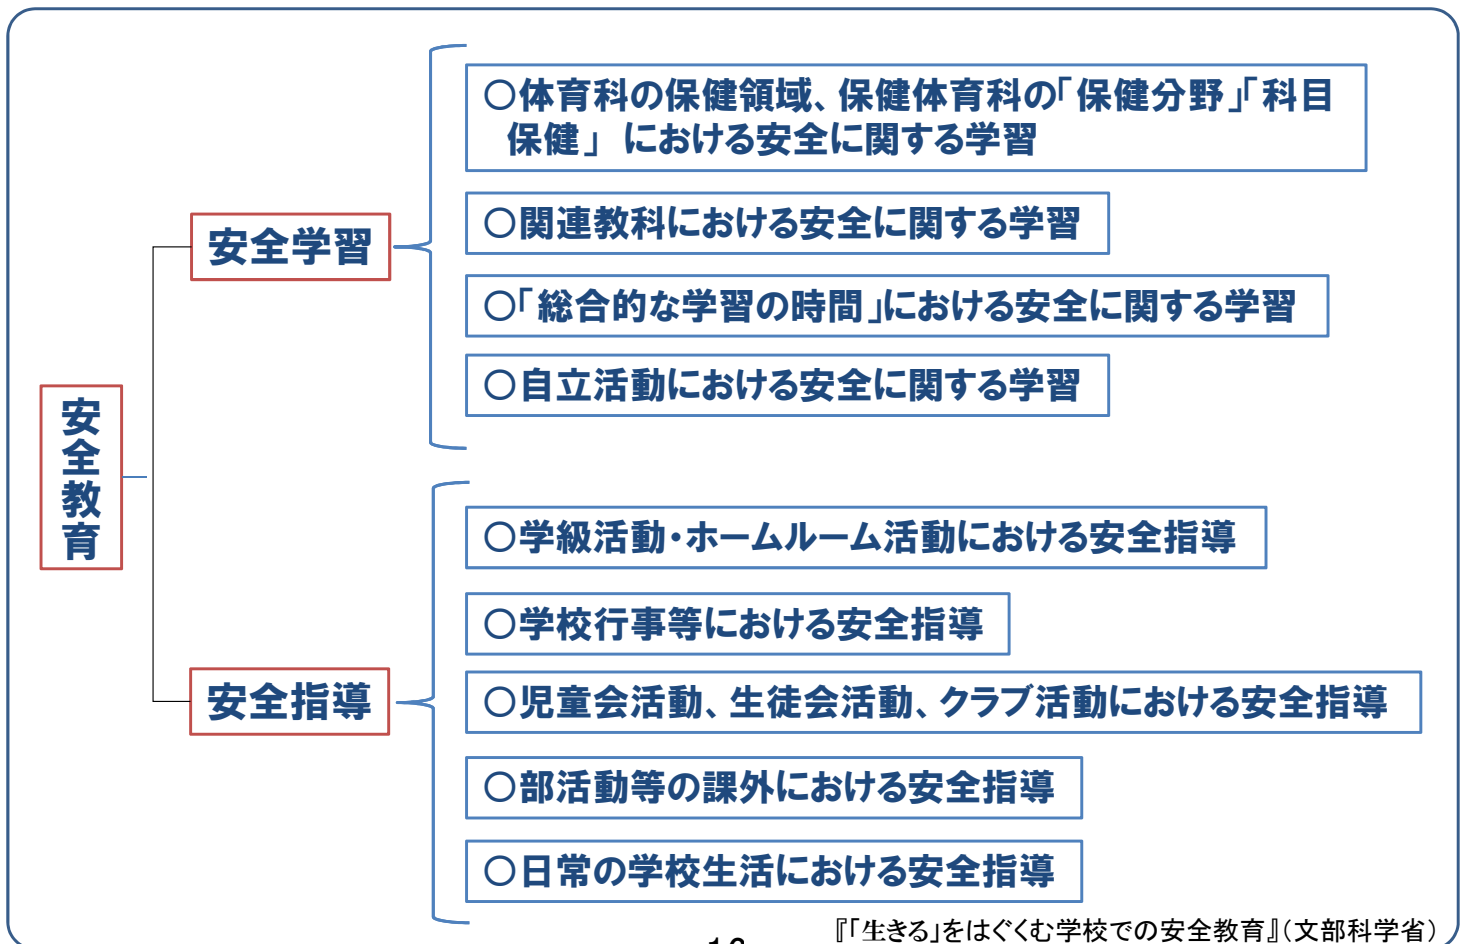 安全教育
安全学習
○体育科の保健領域、保健体育科の「保健分野」「科目
保健」 における安全に関する学習
○関連教科における安全に関する学習
○「総合的な学習の時間」における安全に関する学習
○自立活動における安全に関する学習
安全指導
○学級活動・ホームルーム活動における安全指導
○学校行事等における安全指導
○児童会活動、生徒会活動、クラブ活動における安全指導
○部活動等の課外における安全指導
○日常の学校生活における安全指導
『「生きる」をはぐくむ学校での安全教育』(文部科学省)